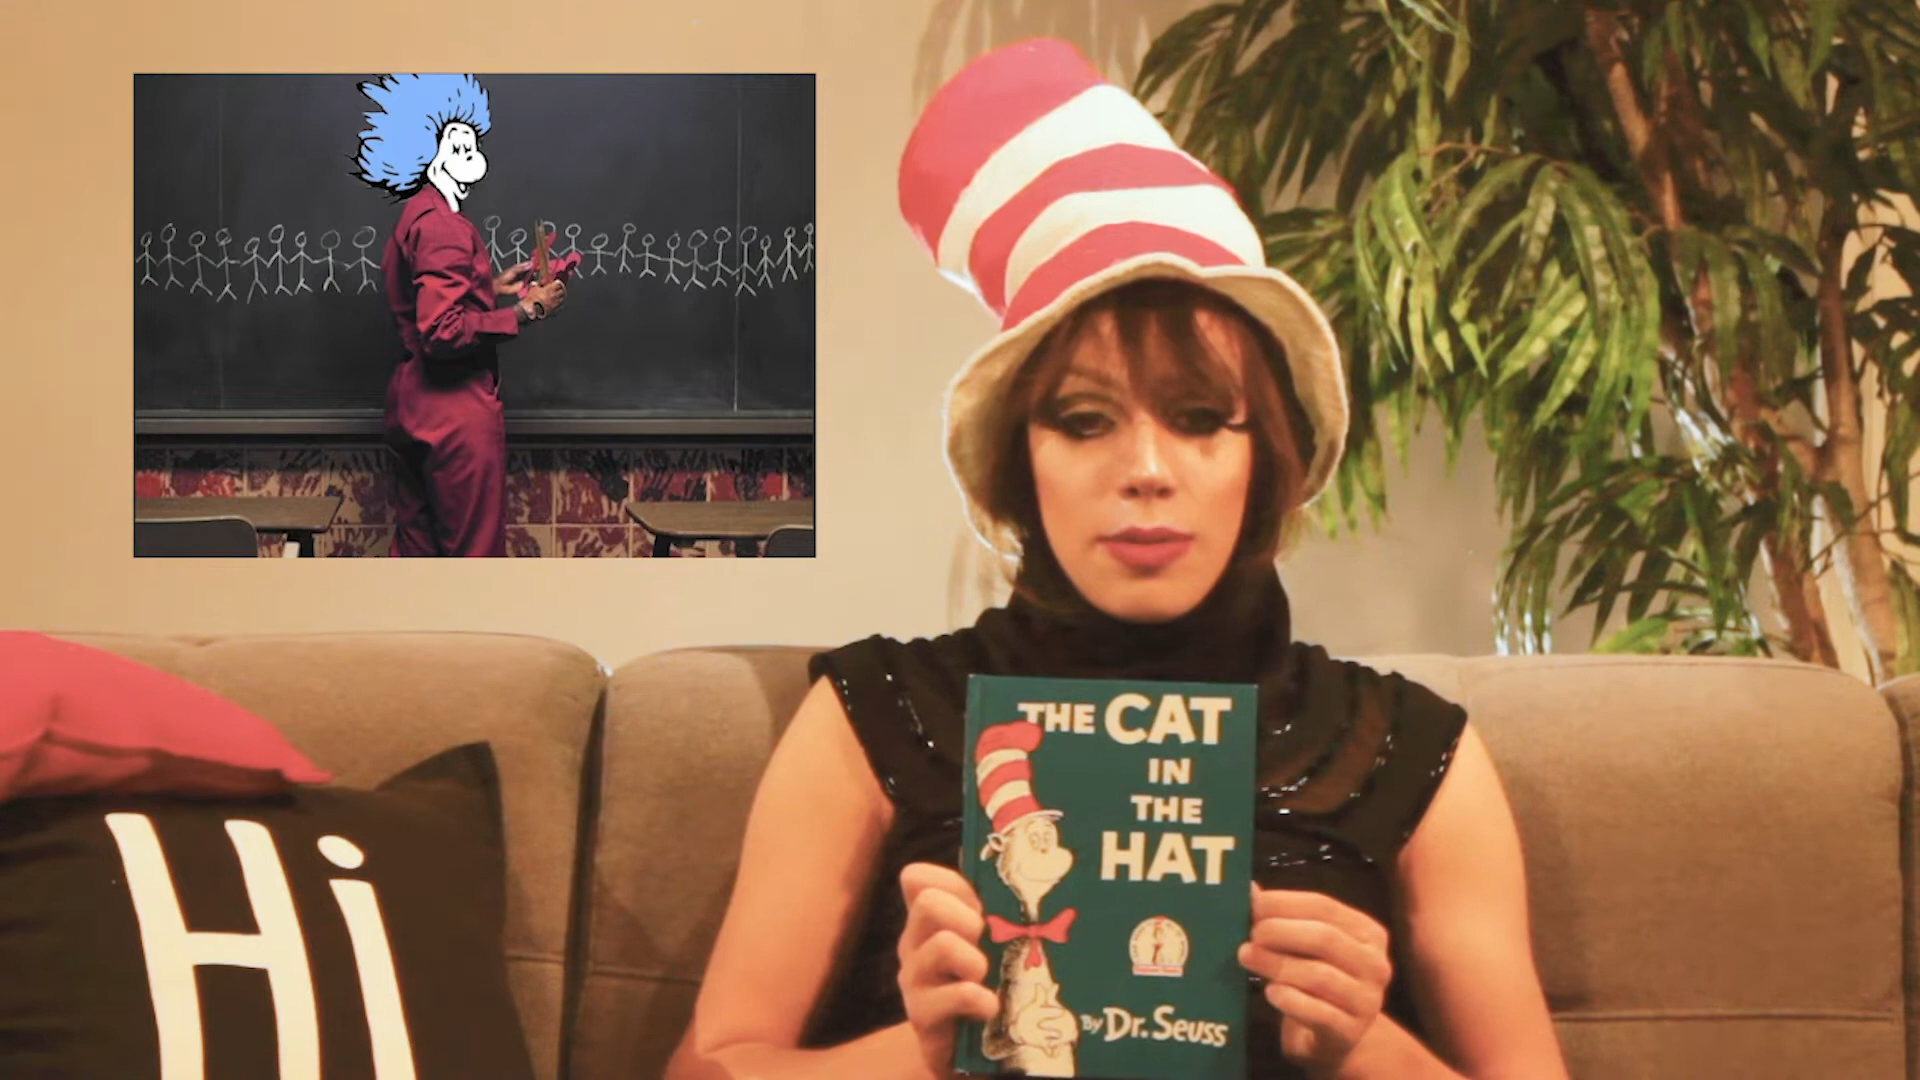 THE CAT
IN
THE
HAT
By Dr. Seuss
Hi